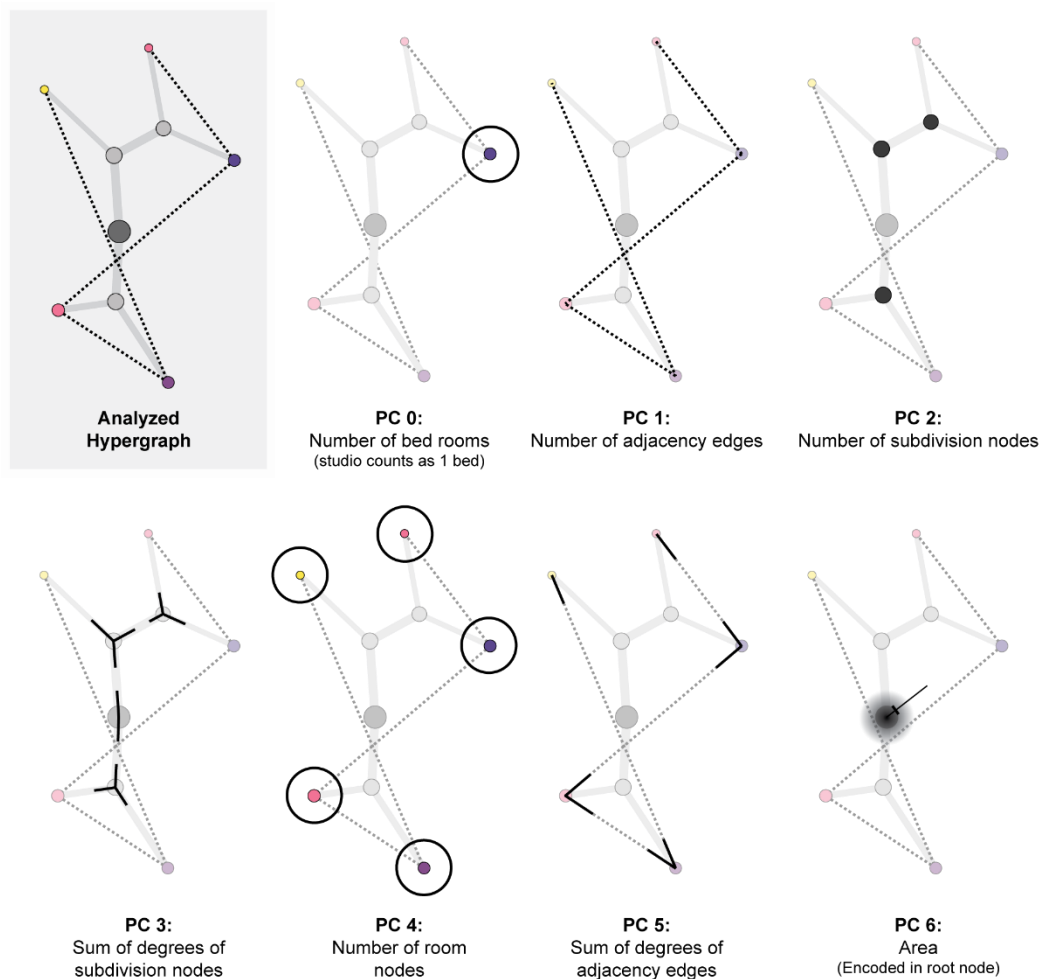 Analyzed
Hypergraph
PC 0:
Number of bed rooms
(studio counts as 1 bed)
PC 1:
Number of adjacency edges
PC 2:
Number of subdivision nodes
PC 3:
Sum of degrees of
subdivision nodes
PC 4:
Number of room
nodes
PC 5:
Sum of degrees of
adjacency edges
PC 6:
Area
(Encoded in root node)